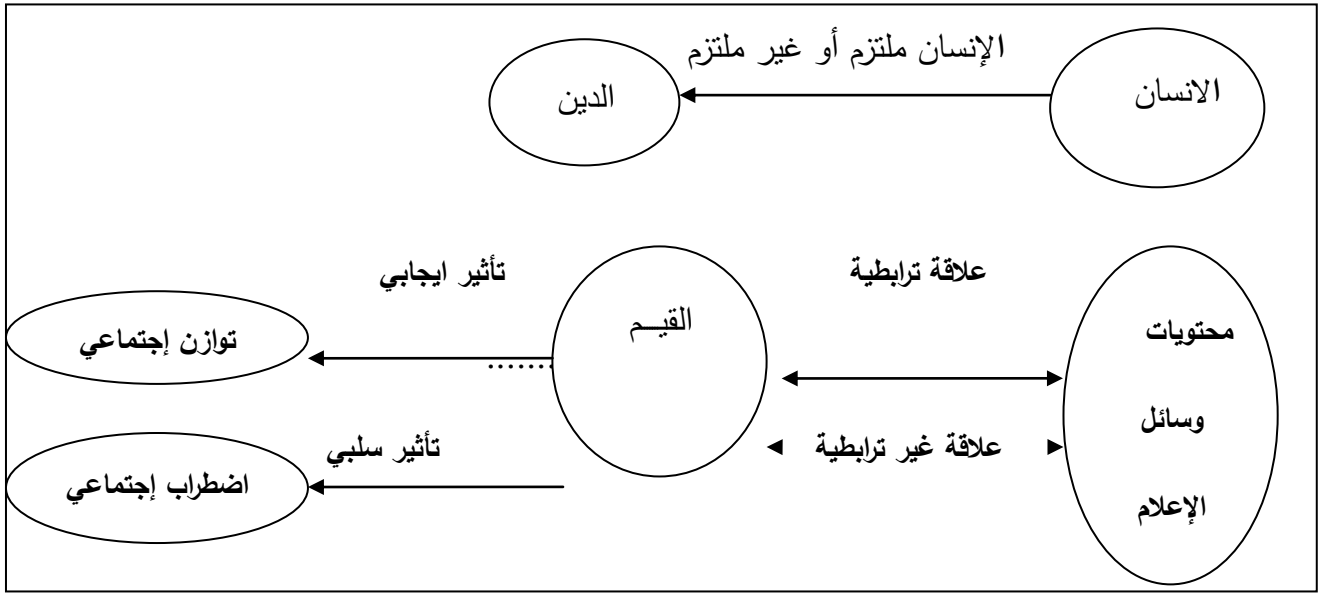 الإنسان ملتزم أو غير ملتزم
الانسان
الدين
علاقة ترابطية
تأثير ايجابي
القيـــم
محتويات
وسائل
الإعلام
توازن إجتماعي
علاقة غير ترابطية
تأثير سلبي
اضطراب إجتماعي